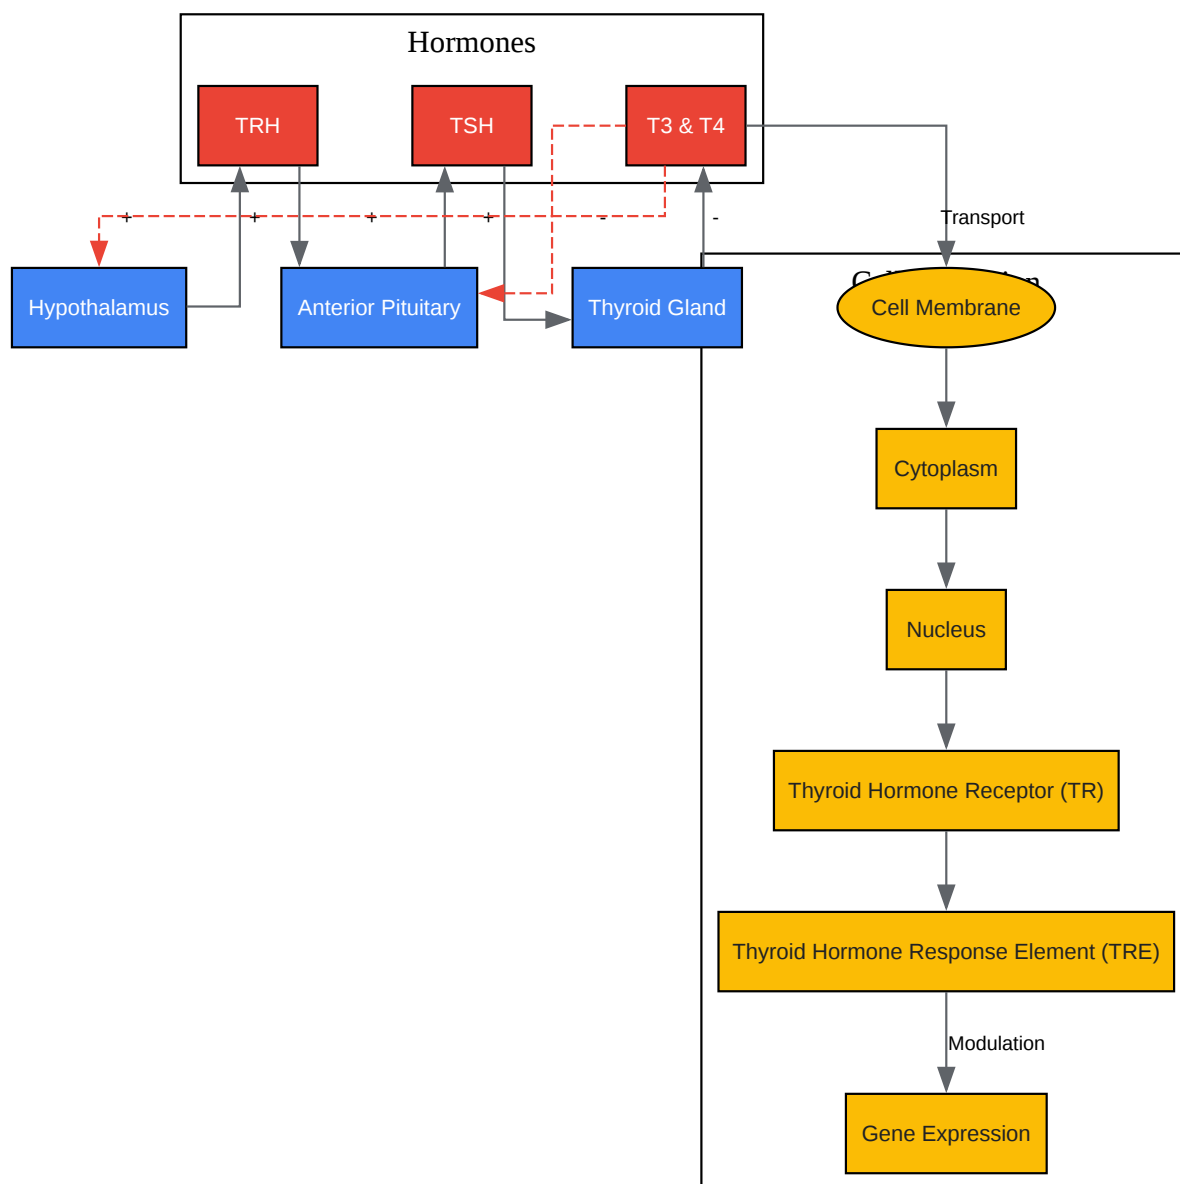 Hormones
TRH
TSH
T3 & T4
+
+
+
+
-
-
Transport
Hypothalamus
Anterior Pituitary
Thyroid Gland
Cell Membrane
Cytoplasm
Nucleus
Thyroid Hormone Receptor (TR)
Thyroid Hormone Response Element (TRE)
Modulation
Gene Expression